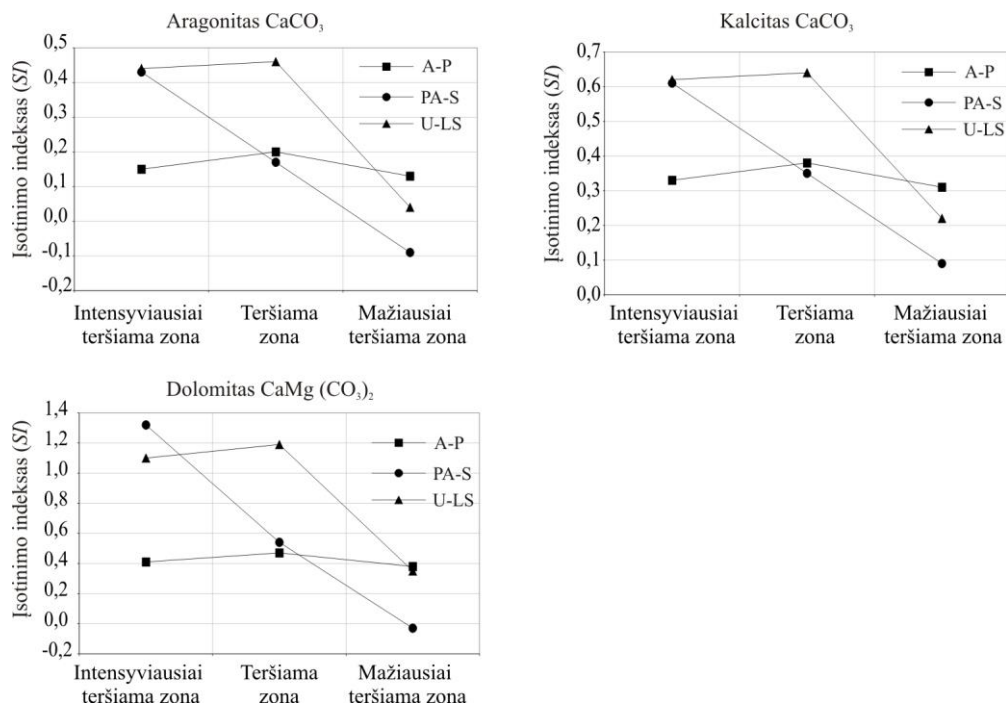 Aragonitas CaCO₃
Įsotinimo indeksas (SI)
0,5
0,4
0,3
0,2
0,1
0,0
-0,1
-0,2
A-P
PA-S
U-LS
Intensyviausiai
teršiama zona
Teršiama
zona
Mažiausiai
teršiama zona
Kalcitas CaCO₃
Įsotinimo indeksas (SI)
0,7
0,6
0,5
0,4
0,3
0,2
0,1
0,0
A-P
PA-S
U-LS
Intensyviausiai
teršiama zona
Teršiama
zona
Mažiausiai
teršiama zona
Dolomitas CaMg (CO₃)₂
Įsotinimo indeksas (SI)
1,4
1,2
1,0
0,8
0,6
0,4
0,2
0,0
-0,2
A-P
PA-S
U-LS
Intensyviausiai
teršiama zona
Teršiama
zona
Mažiausiai
teršiama zona